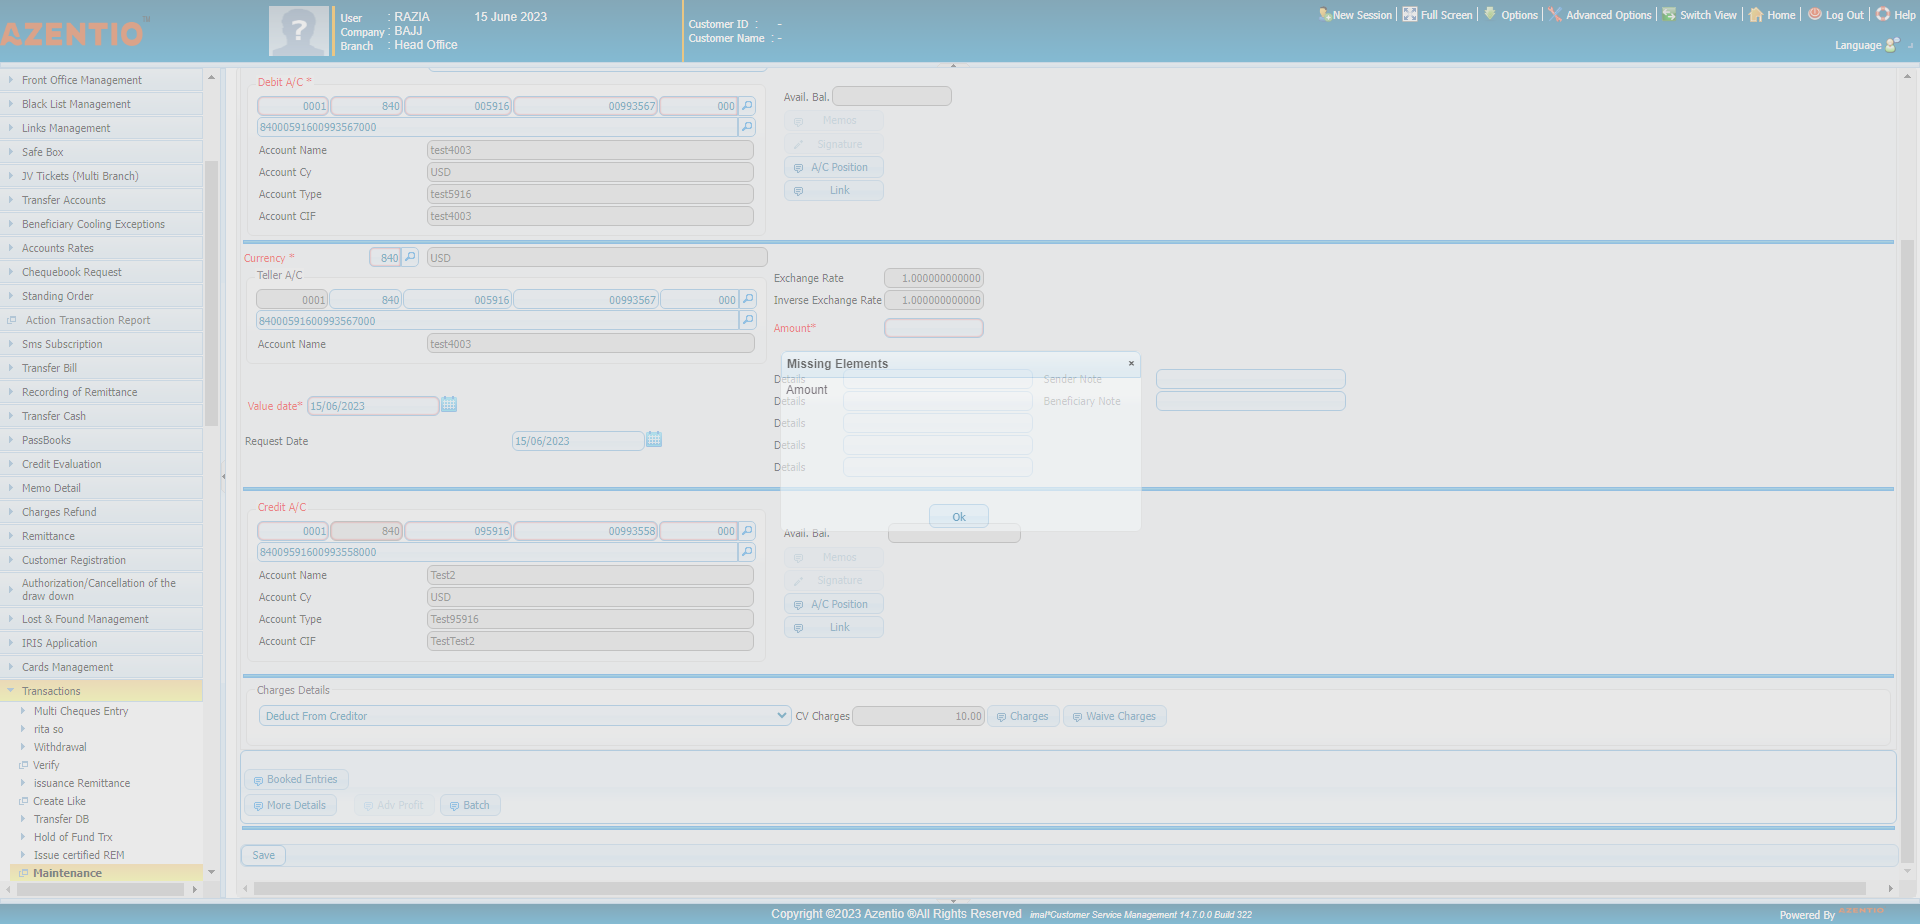 AZENTIO™
User : RAZIA 15 June 2023
Company : BAJJ
Branch : Head Office
Customer ID : -
Customer Name : -
New Session Full Screen Options Advanced Options Switch View Home Log Out Help
Language
Front Office Management
Black List Management
Links Management
Safe Box
JV Tickets (Multi Branch)
Transfer Accounts
Beneficiary Cooling Exceptions
Accounts Rates
Chequebook Request
Standing Order
Action Transaction Report
Sms Subscription
Transfer Bill
Recording of Remittance
Transfer Cash
PassBooks
Credit Evaluation
Memo Detail
Charges Refund
Remittance
Customer Registration
Authorization/Cancellation of the
draw down
Lost & Found Management
IRIS Application
Cards Management
Transactions
Multi Cheques Entry
rita so
Withdrawal
Verify
issuance Remittance
Create Like
Transfer DB
Hold of Fund Trx
Issue certified REM
Maintenance
Debit A/C *
0001 840 005916 00993567 000
84000591600993567000
Account Name test4003
Account Cy USD
Account Type test5916
Account CIF test4003
Avail. Bal.
Memos
Signature
A/C Position
Link
Currency * 840 USD
Teller A/C
0001 840 005916 00993567 000
84000591600993567000
Account Name test4003
Exchange Rate 1.000000000000
Inverse Exchange Rate 1.000000000000
Amount*
Missing Elements ×
Amount
Ok
Details Sender Note
Details Beneficiary Note
Details
Details
Details
Value date* 15/06/2023
Request Date 15/06/2023
Credit A/C
0001 840 095916 00993558 000
84009591600993558000
Account Name Test2
Account Cy USD
Account Type Test95916
Account CIF TestTest2
Avail. Bal.
Memos
Signature
A/C Position
Link
Charges Details
Deduct From Creditor CV Charges 10.00 Charges Waive Charges
Booked Entries
More Details Adv Profit Batch
Save
Copyright ©2023 Azentio ®All Rights Reserved imal*Customer Service Management 14.7.0.0 Build 322
Powered By AZENTIO